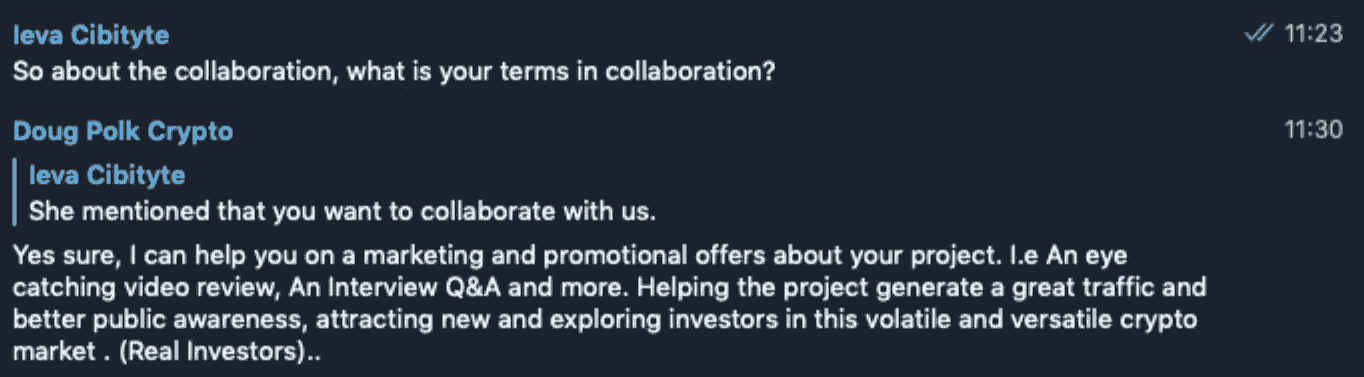 Ieva Cibityte 11:23
So about the collaboration, what is your terms in collaboration?
Doug Polk Crypto 11:30
Ieva Cibityte
She mentioned that you want to collaborate with us.
Yes sure, I can help you on a marketing and promotional offers about your project. I.e An eye
catching video review, An Interview Q&A and more. Helping the project generate a great traffic and
better public awareness, attracting new and exploring investors in this volatile and versatile crypto
market . (Real Investors)..